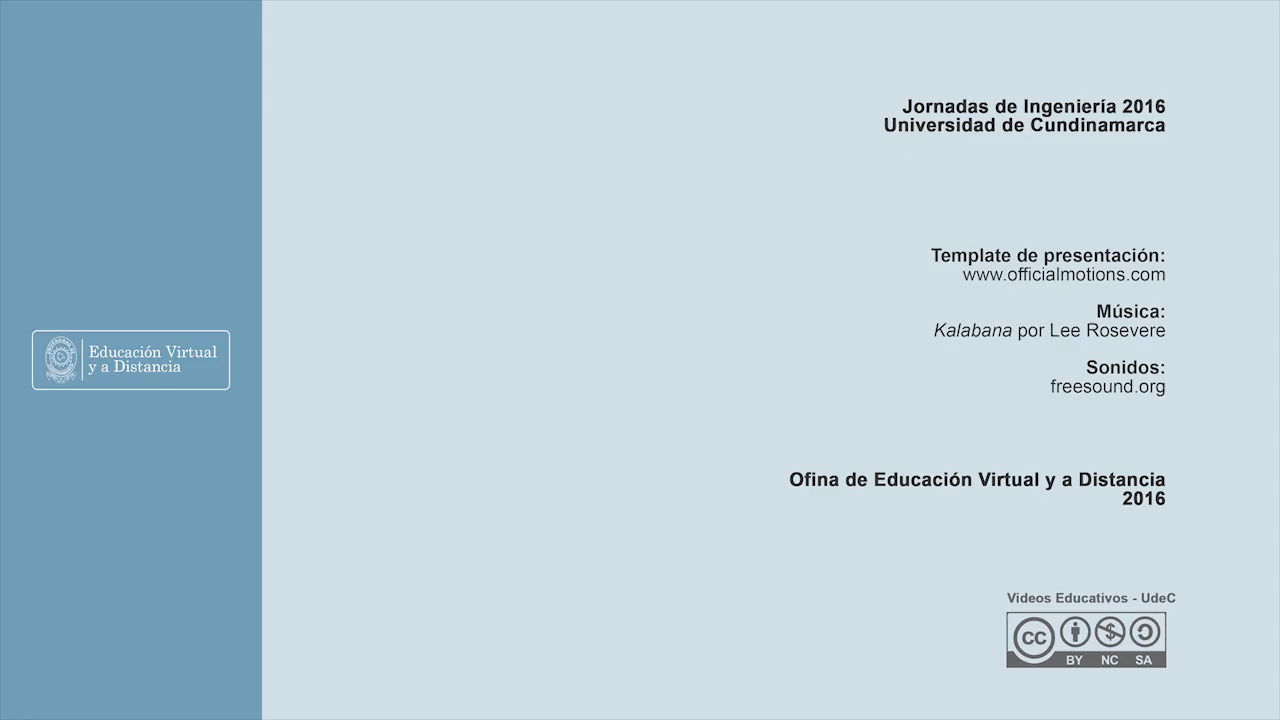 Jornadas de Ingeniería 2016
Universidad de Cundinamarca
Template de presentación:
www.officialmotions.com
Música:
Kalabana por Lee Rosevere
Sonidos:
freesound.org
Educación Virtual
y a Distancia
Ofina de Educación Virtual y a Distancia
2016
Videos Educativos - UdeC
cc
BY NC SA